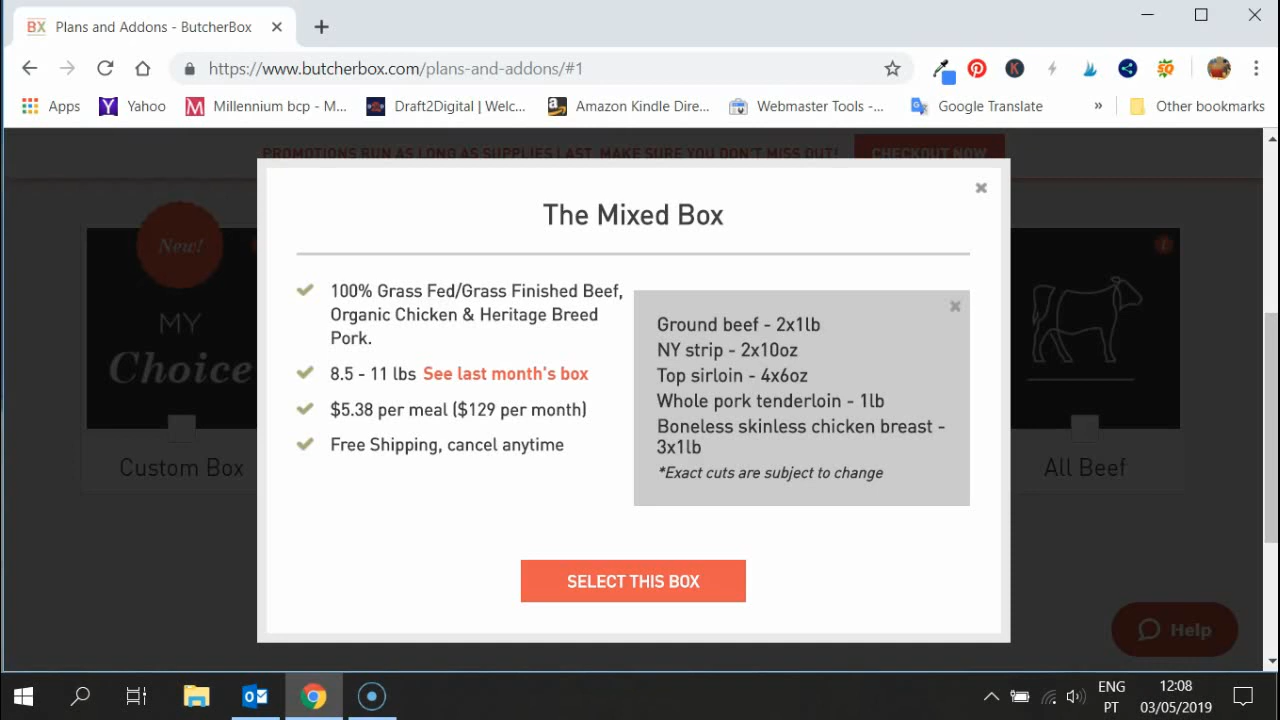 BX Plans and Addons - ButcherBox
https://www.butcherbox.com/plans-and-addons/#1
Apps Yahoo Millennium bcp - M... Draft2Digital | Welc... Amazon Kindle Dire... Webmaster Tools -... Google Translate » Other bookmarks
PROMOTIONS RUN AS LONG AS SUPPLIES LAST. MAKE SURE YOU DON'T MISS OUT! CHECKOUT NOW
The Mixed Box
New!
MY
Choice
Custom Box
100% Grass Fed/Grass Finished Beef,
Organic Chicken & Heritage Breed
Pork.
8.5 - 11 lbs See last month's box
$5.38 per meal ($129 per month)
Free Shipping, cancel anytime
Ground beef - 2x1lb
NY strip - 2x10oz
Top sirloin - 4x6oz
Whole pork tenderloin - 1lb
Boneless skinless chicken breast -
3x1lb
*Exact cuts are subject to change
All Beef
SELECT THIS BOX
Help
ENG
PT
12:08
03/05/2019